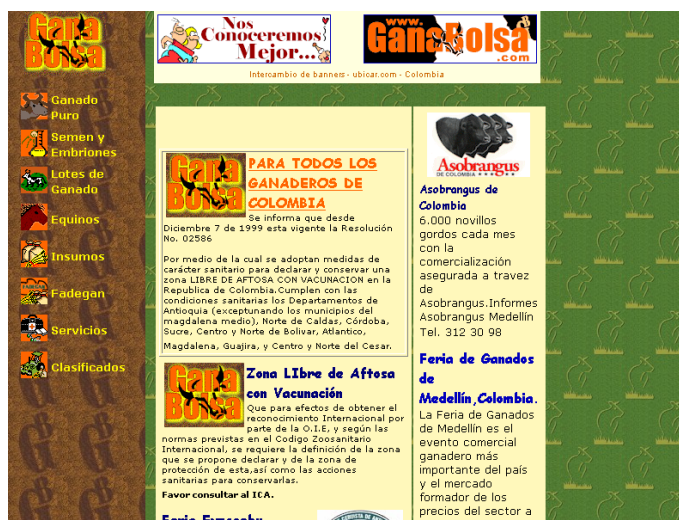 Gana
Bolsa
Nos
Conoceremos
Mejor...
www.
GanaBolsa
.com
Intercambio de banners - ubicar.com - Colombia
Ganado
Puro
Semen y
Embriones
Lotes de
Ganado
Equinos
Insumos
Fadegan
Servicios
Clasificados
Gana
Bolsa
PARA TODOS LOS
GANADEROS DE
COLOMBIA
Se informa que desde
Diciembre 7 de 1999 esta vigente la Resolución
No. 02586
Por medio de la cual se adoptan medidas de
carácter sanitario para declarar y conservar una
zona LIBRE DE AFTOSA CON VACUNACION en la
Republica de Colombia.Cumplen con las
condiciones sanitarias los Departamentos de
Antioquia (exceptunando los municipios del
magdalena medio), Norte de Caldas, Córdoba,
Sucre, Centro y Norte de Bolivar, Atlantico,
Magdalena, Guajira, y Centro y Norte del Cesar.
Gana
Bolsa
Zona LIbre de Aftosa
con Vacunación
Que para efectos de obtener el
reconocimiento Internacional por
parte de la O.I.E, y según las
normas previstas en el Codigo Zoosanitario
Internacional, se requiere la definición de la zona
que se propone declarar y de la zona de
protección de esta,así como las acciones
sanitarias para conservarlas.
Favor consultar al ICA.
Asobrangus
DE COLOMBIA
Asobrangus de
Colombia
6.000 novillos
gordos cada mes
con la
comercialización
asegurada a travez
de
Asobrangus.Informes
Asobrangus Medellín
Tel. 312 30 98
Feria de Ganados
de
Medellín,Colombia.
La Feria de Ganados
de Medellín es el
evento comercial
ganadero más
importante del país
y el mercado
formador de los
precios del sector a